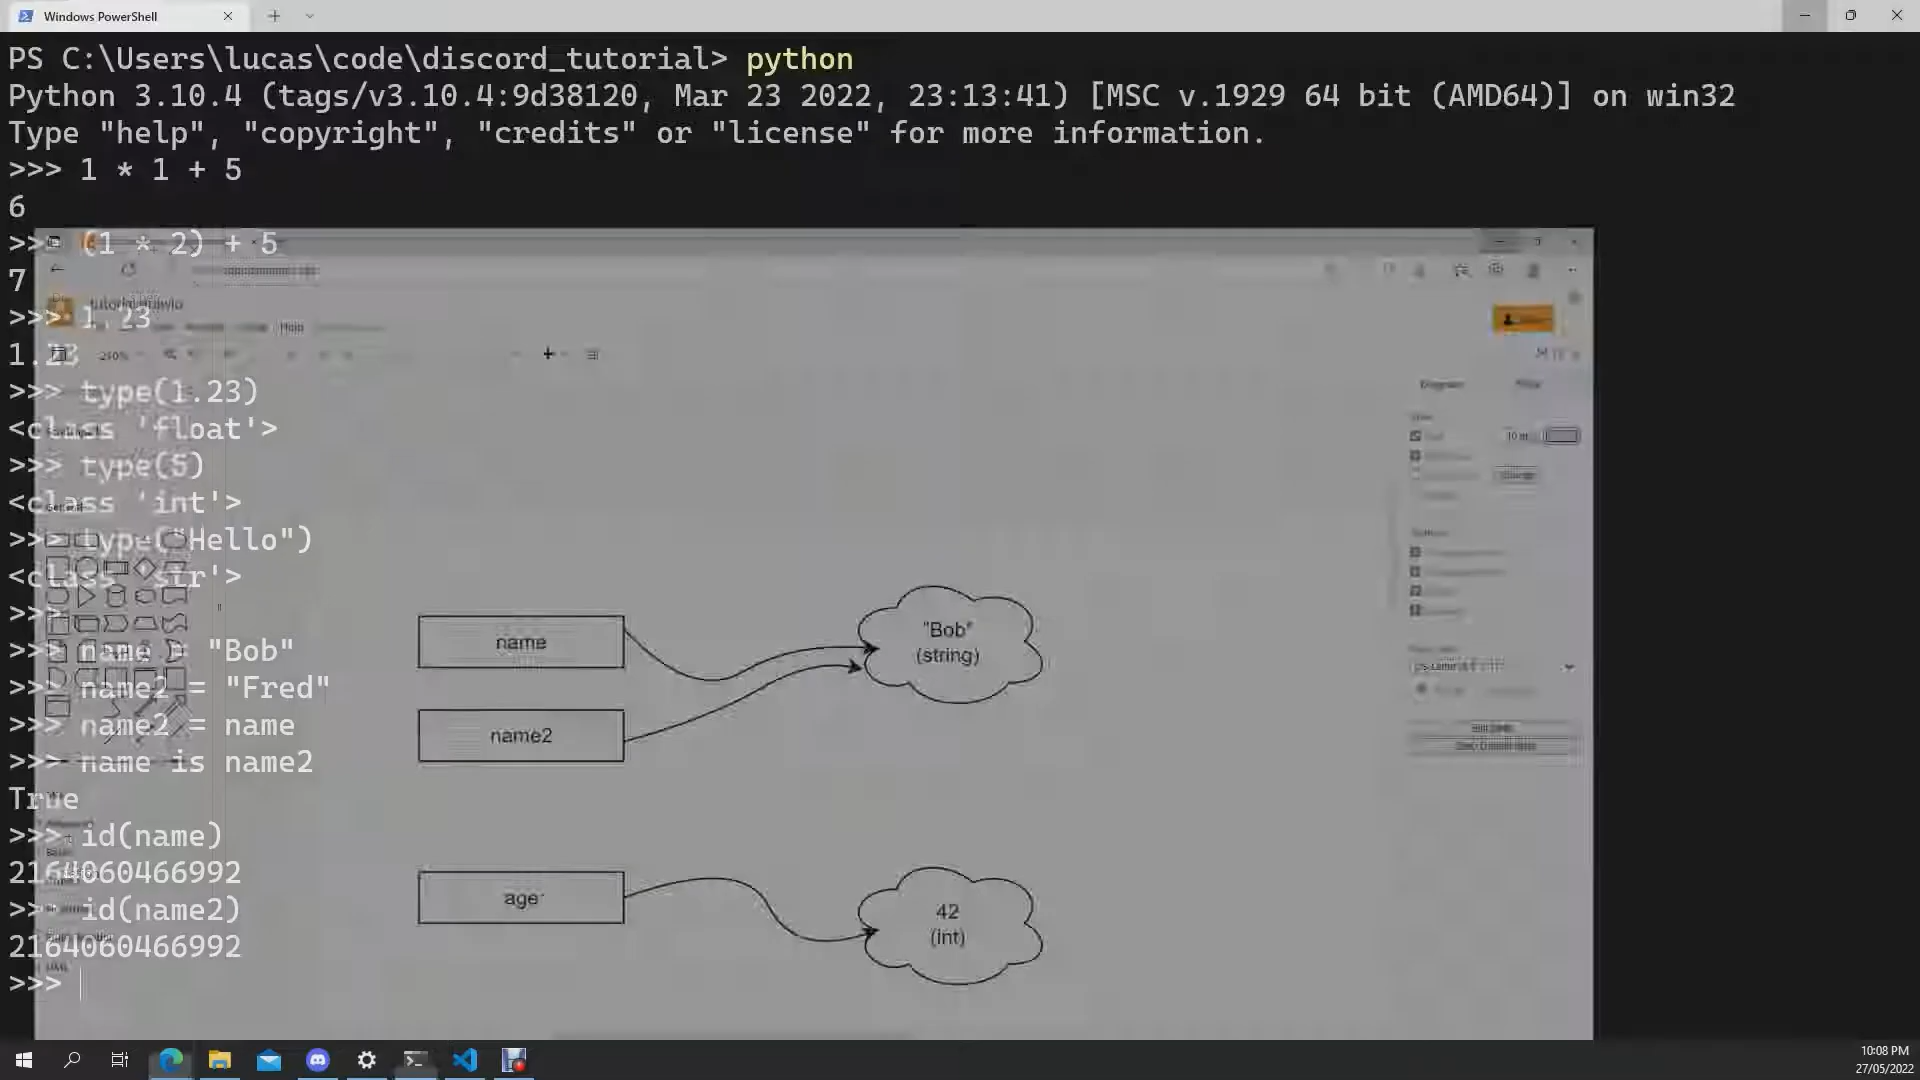 Windows PowerShell
PS C:\Users\lucas\code\discord_tutorial> python
Python 3.10.4 (tags/v3.10.4:9d38120, Mar 23 2022, 23:13:41) [MSC v.1929 64 bit (AMD64)] on win32
Type "help", "copyright", "credits" or "license" for more information.
>>> 1 * 1 + 5
6
>>> (1 * 2) + 5
7
>>> 1.23
1.23
>>> type(1.23)
<class 'float'>
>>> type(5)
<class 'int'>
>>> type("Hello")
<class 'str'>
>>>
>>> name = "Bob"
>>> name2 = "Fred"
>>> name2 = name
>>> name is name2
True
>>> id(name)
2164060466992
>>> id(name2)
2164060466992
>>>
Help
Diagram
name
"Bob"
(string)
name2
age
42
(int)
10:08 PM
27/05/2022